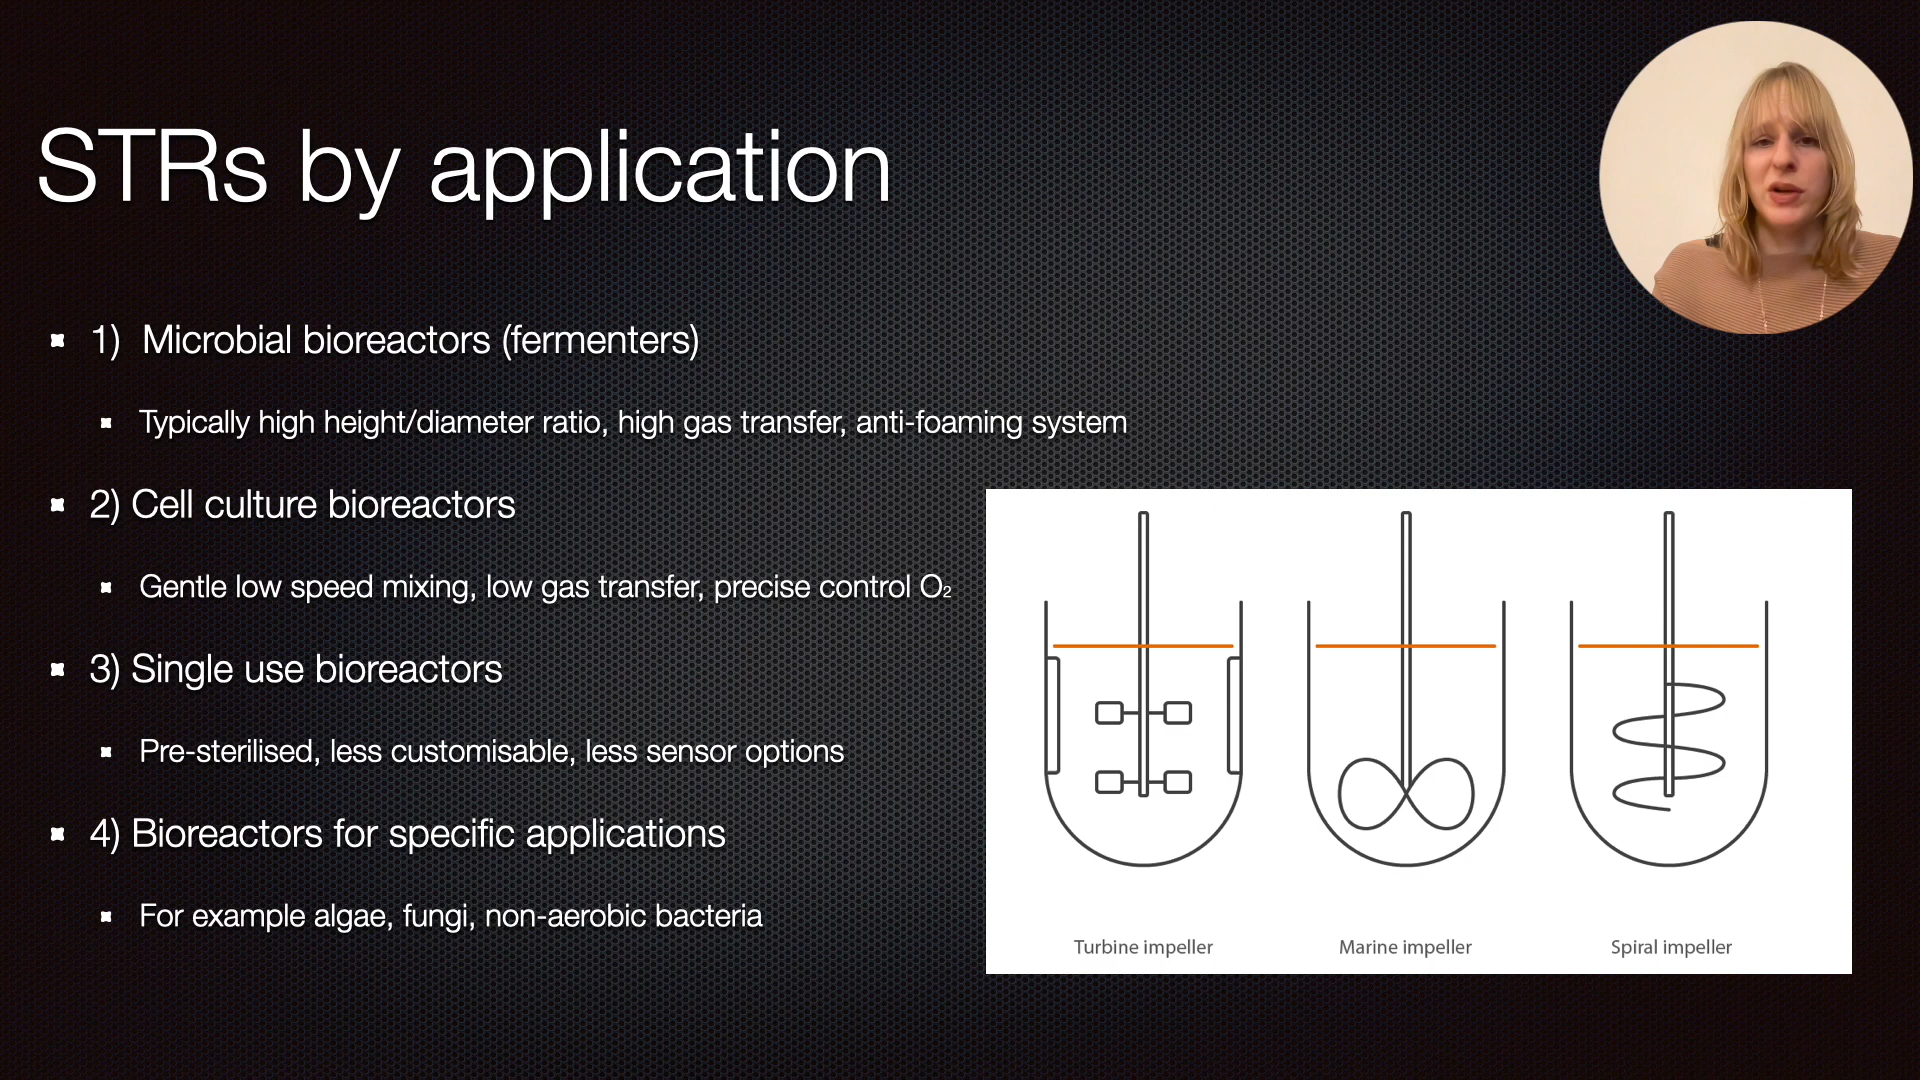 STRs by application
1) Microbial bioreactors (fermenters)
Typically high height/diameter ratio, high gas transfer, anti-foaming system
2) Cell culture bioreactors
Gentle low speed mixing, low gas transfer, precise control O₂
3) Single use bioreactors
Pre-sterilised, less customisable, less sensor options
4) Bioreactors for specific applications
For example algae, fungi, non-aerobic bacteria
Turbine impeller
Marine impeller
Spiral impeller